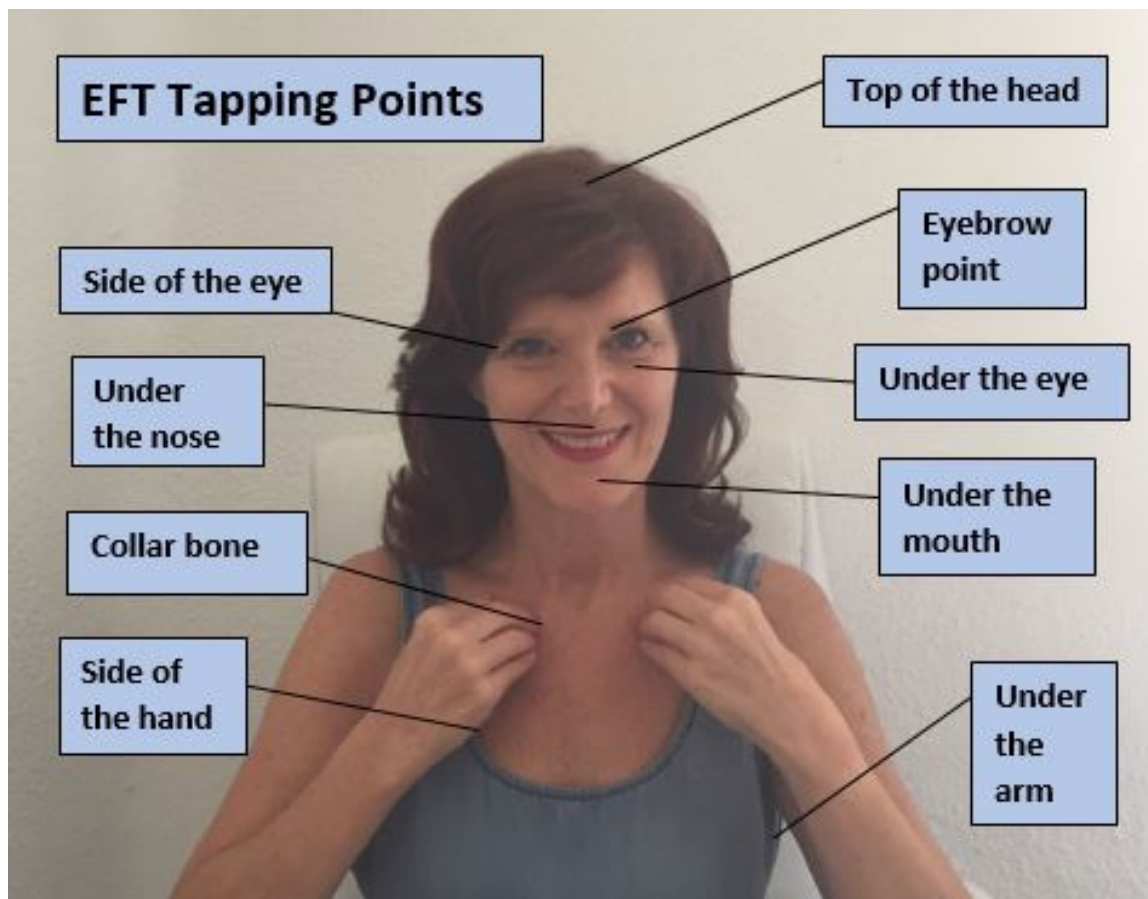 EFT Tapping Points
Top of the head
Eyebrow
point
Side of the eye
Under the eye
Under
the nose
Under the
mouth
Collar bone
Side of
the hand
Under
the
arm